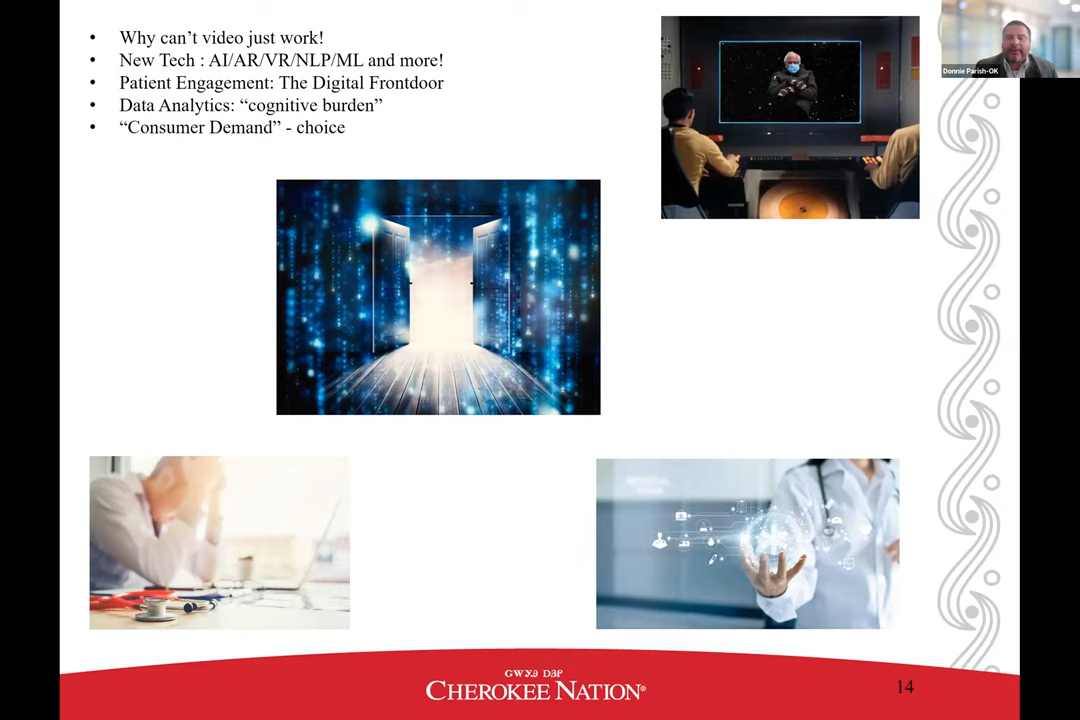 • Why can’t video just work!
• New Tech : AI/AR/VR/NLP/ML and more!
• Patient Engagement: The Digital Frontdoor
• Data Analytics: “cognitive burden”
• “Consumer Demand” - choice
Donnie Parish-OK
ᏣᎳᎩ ᎠᏰᎵ
CHEROKEE NATION®
14